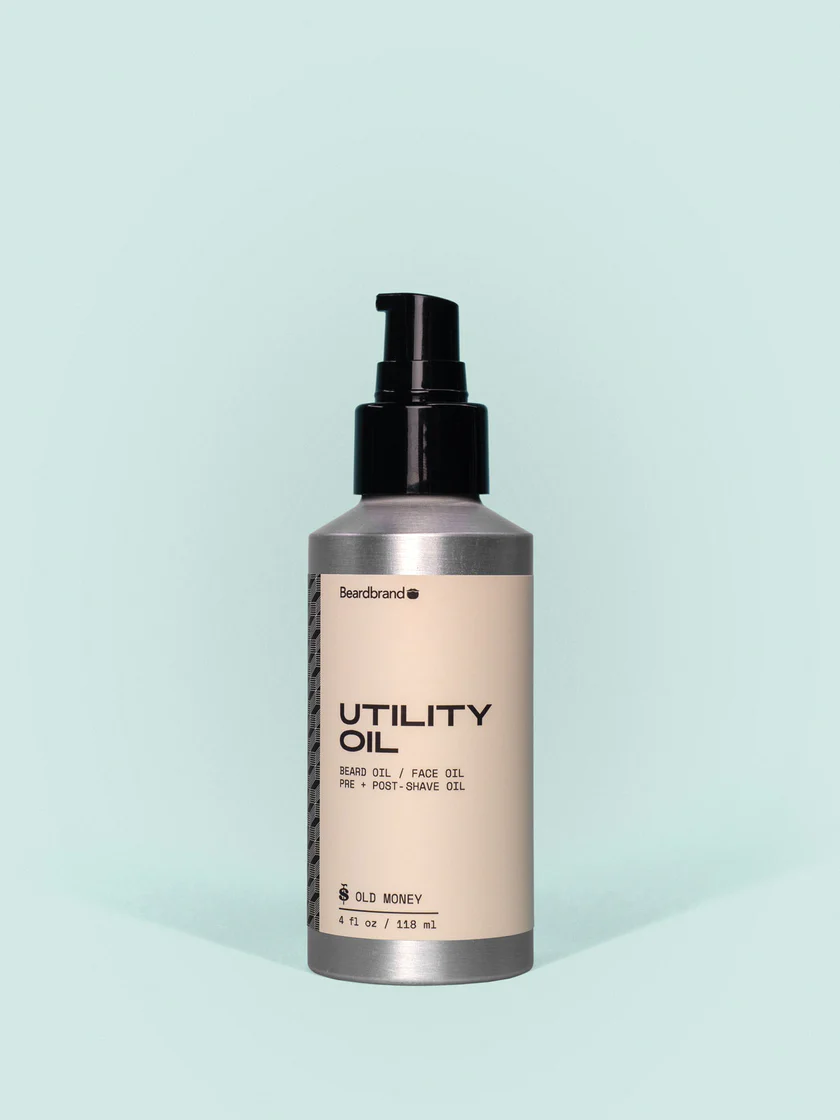 Beardbrand
UTILITY
OIL
BEARD OIL / FACE OIL
PRE + POST-SHAVE OIL
OLD MONEY
4 fl oz / 118 ml